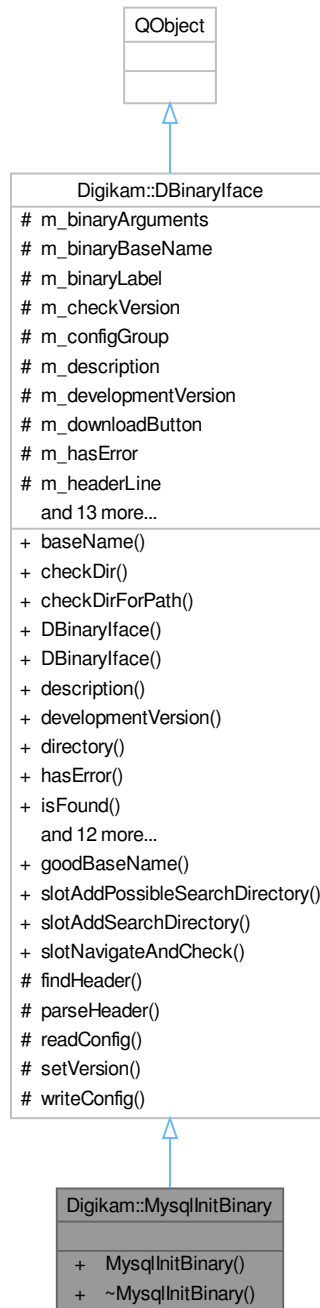 QObject
Digikam::DBinaryIface
# m_binaryArguments
# m_binaryBaseName
# m_binaryLabel
# m_checkVersion
# m_configGroup
# m_description
# m_developmentVersion
# m_downloadButton
# m_hasError
# m_headerLine
and 13 more...
+ baseName()
+ checkDir()
+ checkDirForPath()
+ DBinaryIface()
+ DBinaryIface()
+ description()
+ developmentVersion()
+ directory()
+ hasError()
+ isFound()
and 12 more...
+ goodBaseName()
+ slotAddPossibleSearchDirectory()
+ slotAddSearchDirectory()
+ slotNavigateAndCheck()
# findHeader()
# parseHeader()
# readConfig()
# setVersion()
# writeConfig()
Digikam::MysqlInitBinary
+ MysqlInitBinary()
+ ~MysqlInitBinary()